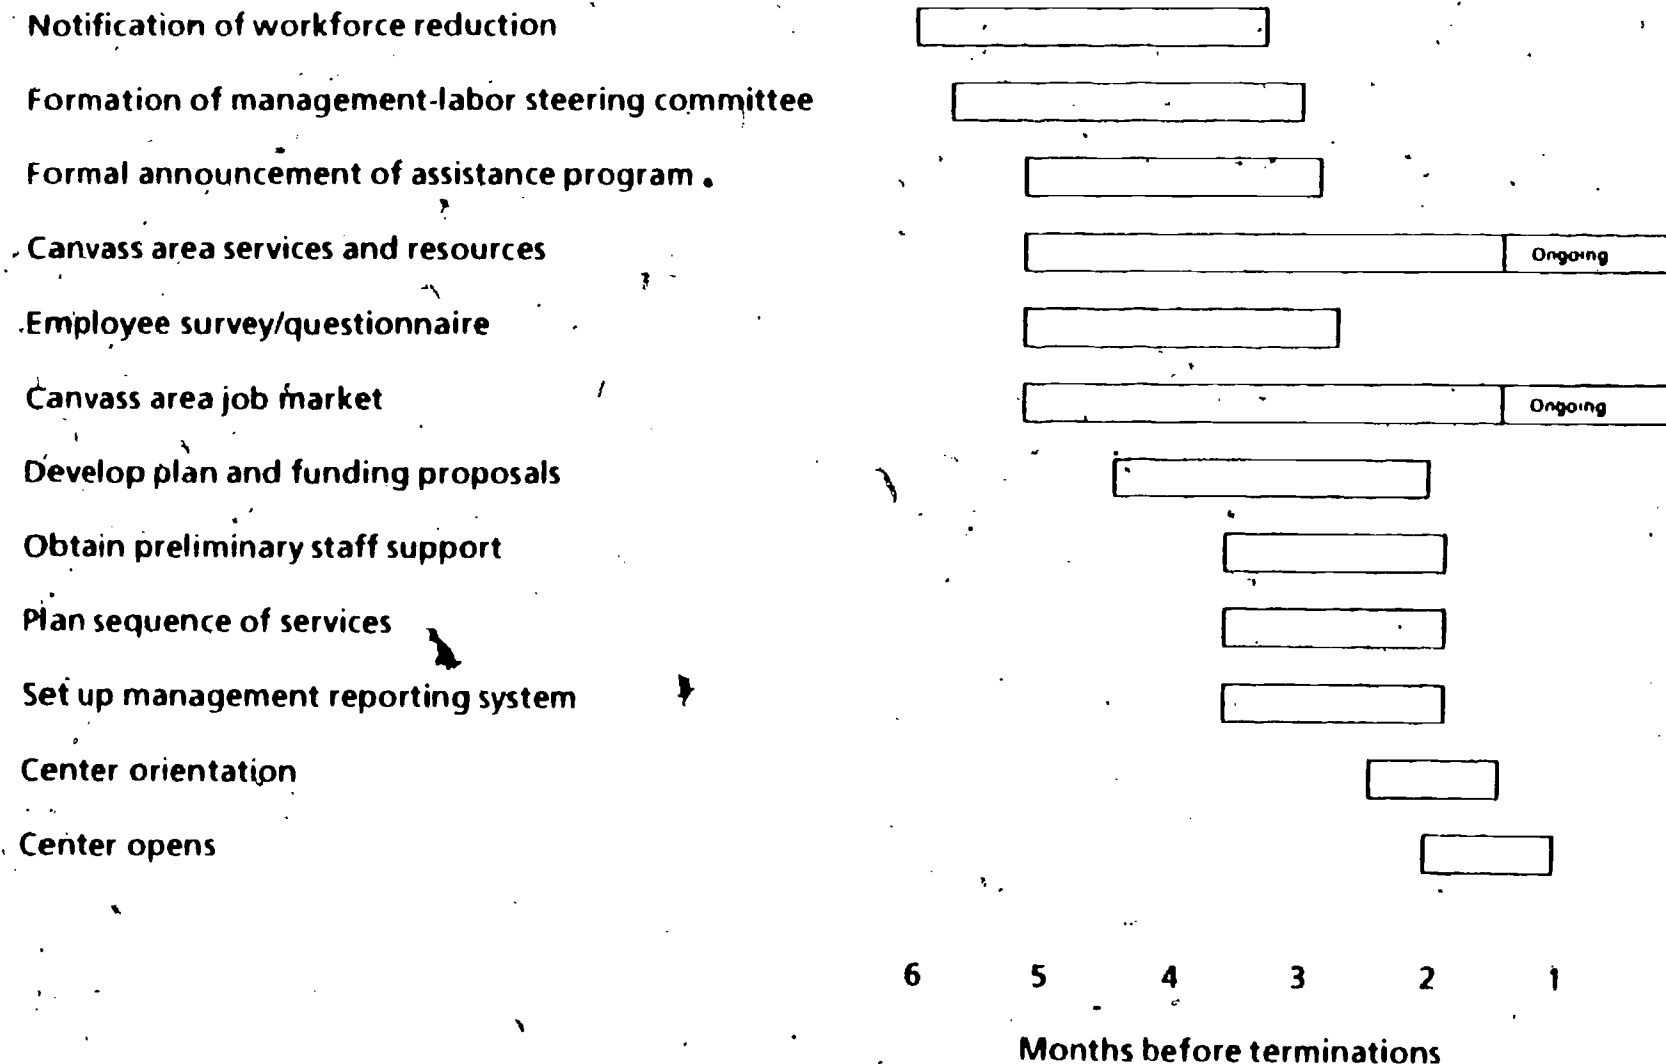 Notification of workforce reduction
Formation of management-labor steering committee
Formal announcement of assistance program
Canvass area services and resources
Ongoing
Employee survey/questionnaire
Canvass area job market
Ongoing
Develop plan and funding proposals
Obtain preliminary staff support
Plan sequence of services
Set up management reporting system
Center orientation
Center opens
6 5 4 3 2 1
Months before terminations